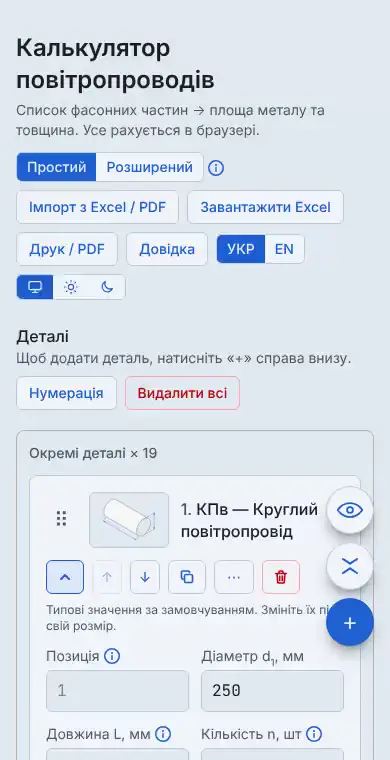 Калькулятор
повітропроводів
Список фасонних частин → площа металу та
товщина. Усе рахується в браузері.
Простий Розширений
Імпорт з Excel / PDF Завантажити Excel
Друк / PDF Довідка УКР EN
Деталі
Щоб додати деталь, натисніть «+» справа внизу.
Нумерація Видалити всі
Окремі деталі × 19
1. КПв — Круглий
повітропровід
Типові значення за замовчуванням. Змініть їх
свій розмір.
Позиція Діаметр d₁, мм
1 250
Довжина L, мм Кількість n, шт